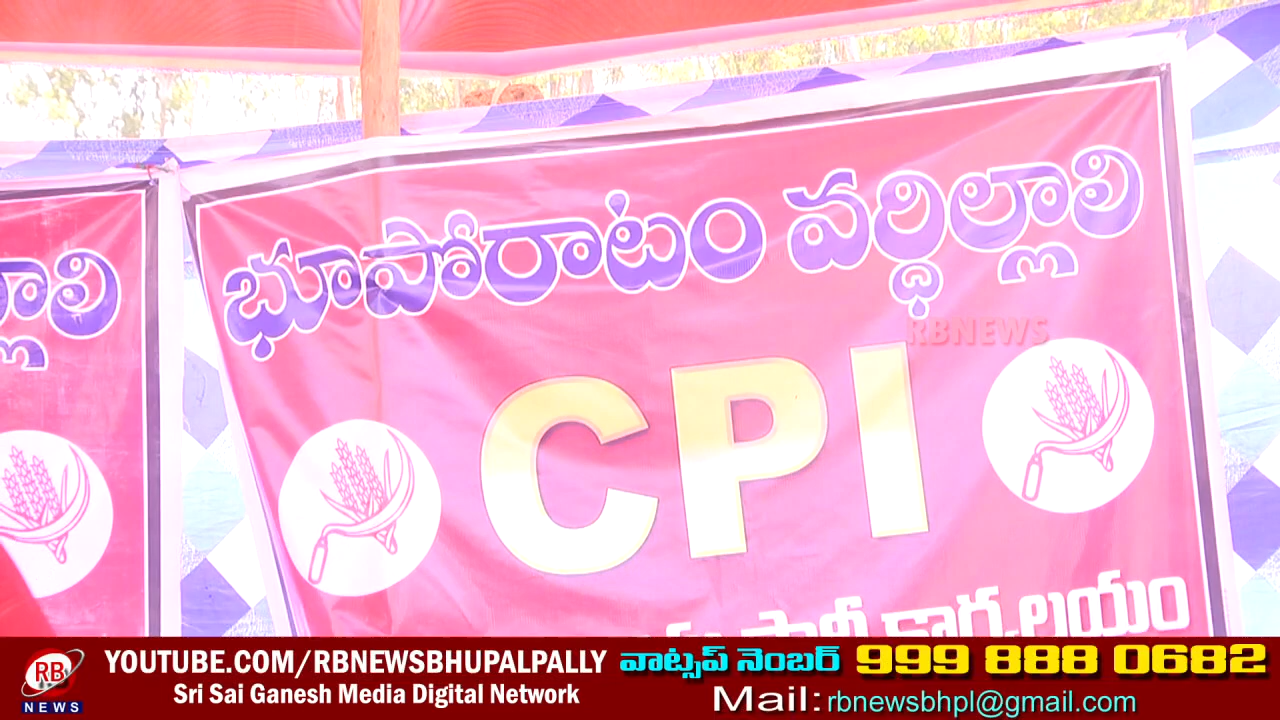 భూపోరాటం వర్ధిల్లాలి
ల్లాలి
RBNEWS
CPI
పార్టీ కార్యాలయం
RB
NEWS
YOUTUBE.COM/RBNEWSBHUPALPALLY
Sri Sai Ganesh Media Digital Network
వాట్సప్ నెంబర్ 999 888 0682
Mail: rbnewsbhpl@gmail.com